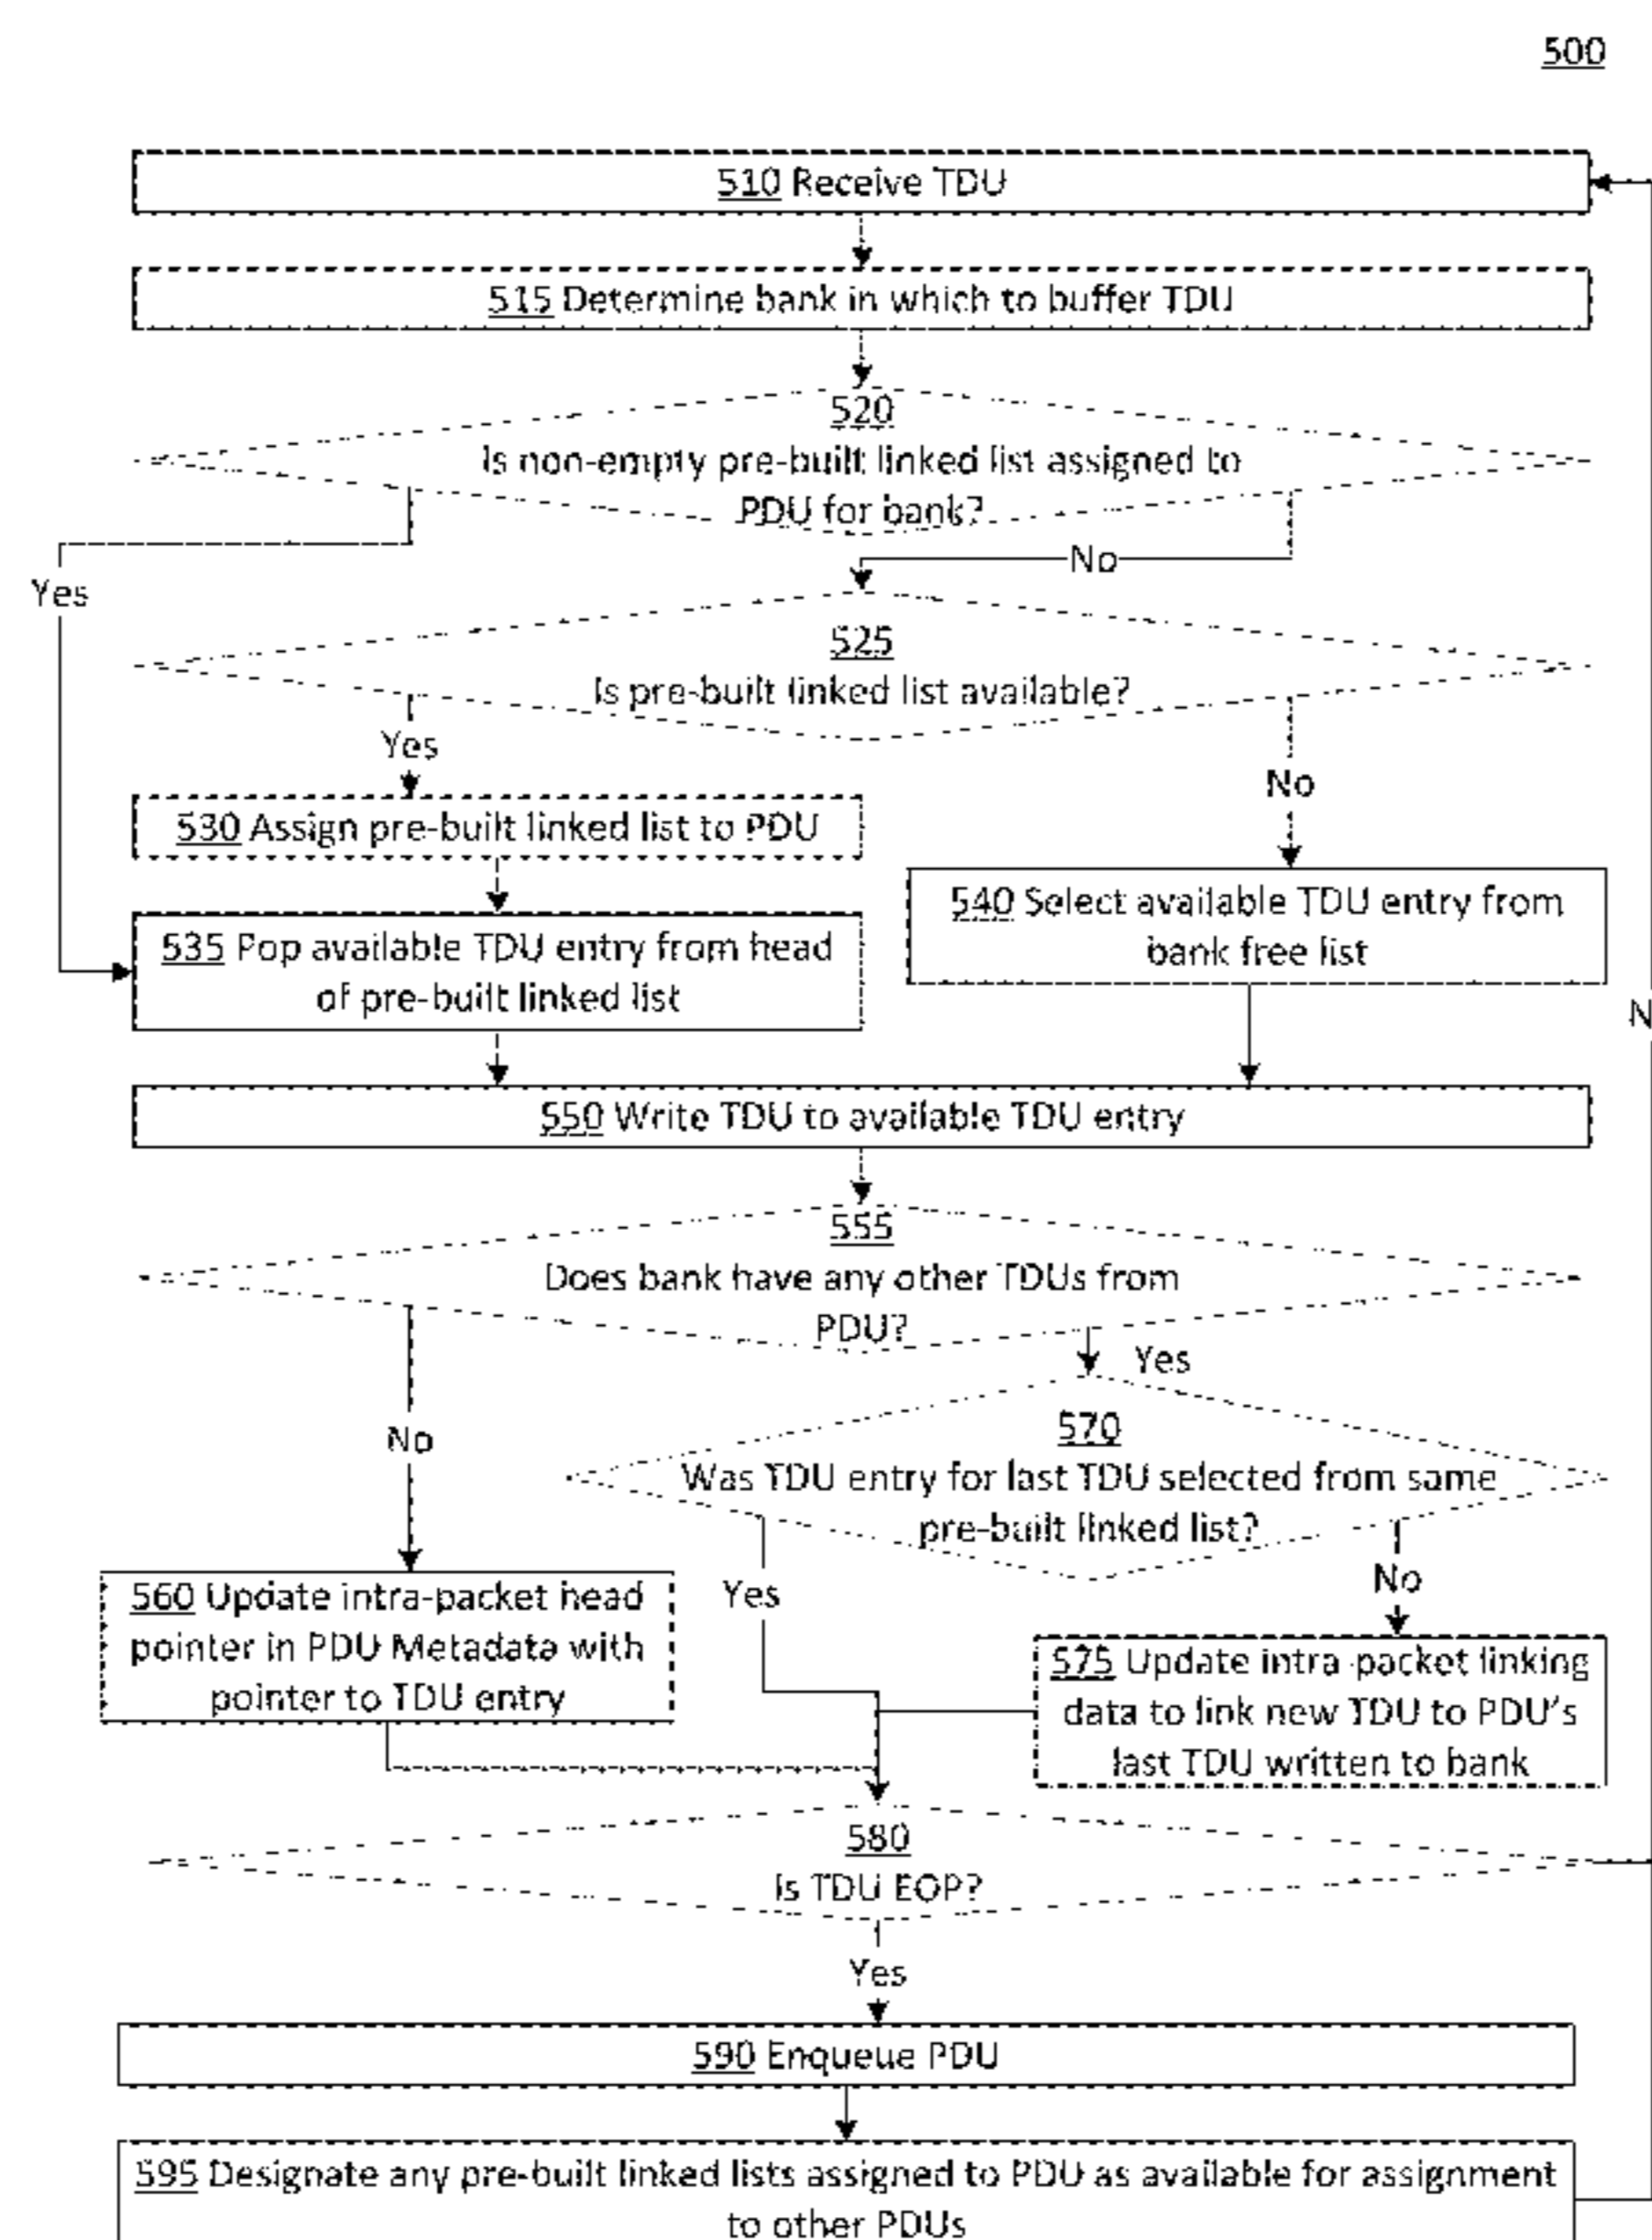 500
510 Receive TDU
515 Determine bank in which to buffer TDU
520
Is non-empty pre-built linked list assigned to
PDU for bank?
Yes
No
525
Is pre-built linked list available?
Yes
No
530 Assign pre-built linked list to PDU
540 Select available TDU entry from
bank free list
535 Pop available TDU entry from head
of pre-built linked list
550 Write TDU to available TDU entry
555
Does bank have any other TDUs from
PDU?
Yes
No
570
Was TDU entry for last TDU selected from same
pre-built linked list?
Yes
No
560 Update intra-packet head
pointer in PDU Metadata with
pointer to TDU entry
575 Update intra-packet linking
data to link new TDU to PDU's
last TDU written to bank
580
Is TDU EOP?
Yes
590 Enqueue PDU
595 Designate any pre-built linked lists assigned to PDU as available for assignment
to other PDUs